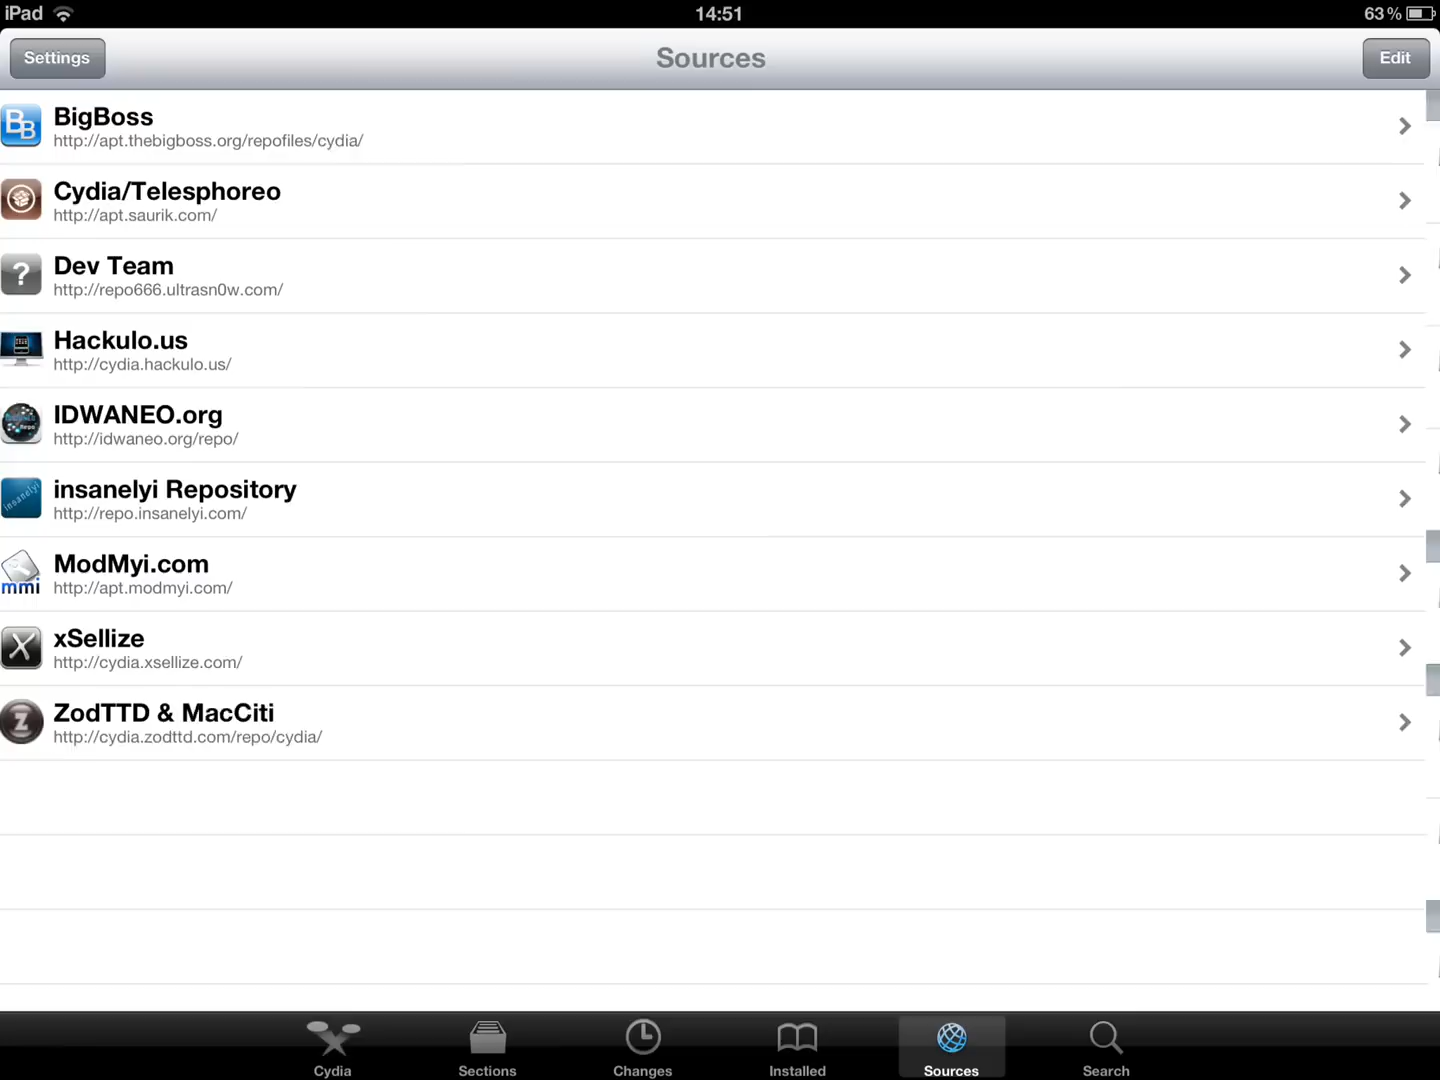 iPad 14:51 63%
Settings Sources Edit
BB BigBoss
http://apt.thebigboss.org/repofiles/cydia/
Cydia/Telesphoreo
http://apt.saurik.com/
? Dev Team
http://repo666.ultrasn0w.com/
Hackulo.us
http://cydia.hackulo.us/
IDWANEO.org
http://idwaneo.org/repo/
insanelyi insanelyi Repository
http://repo.insanelyi.com/
ModMyi.com
mmi http://apt.modmyi.com/
X xSellize
http://cydia.xsellize.com/
Z ZodTTD & MacCiti
http://cydia.zodttd.com/repo/cydia/
Cydia Sections Changes Installed Sources Search